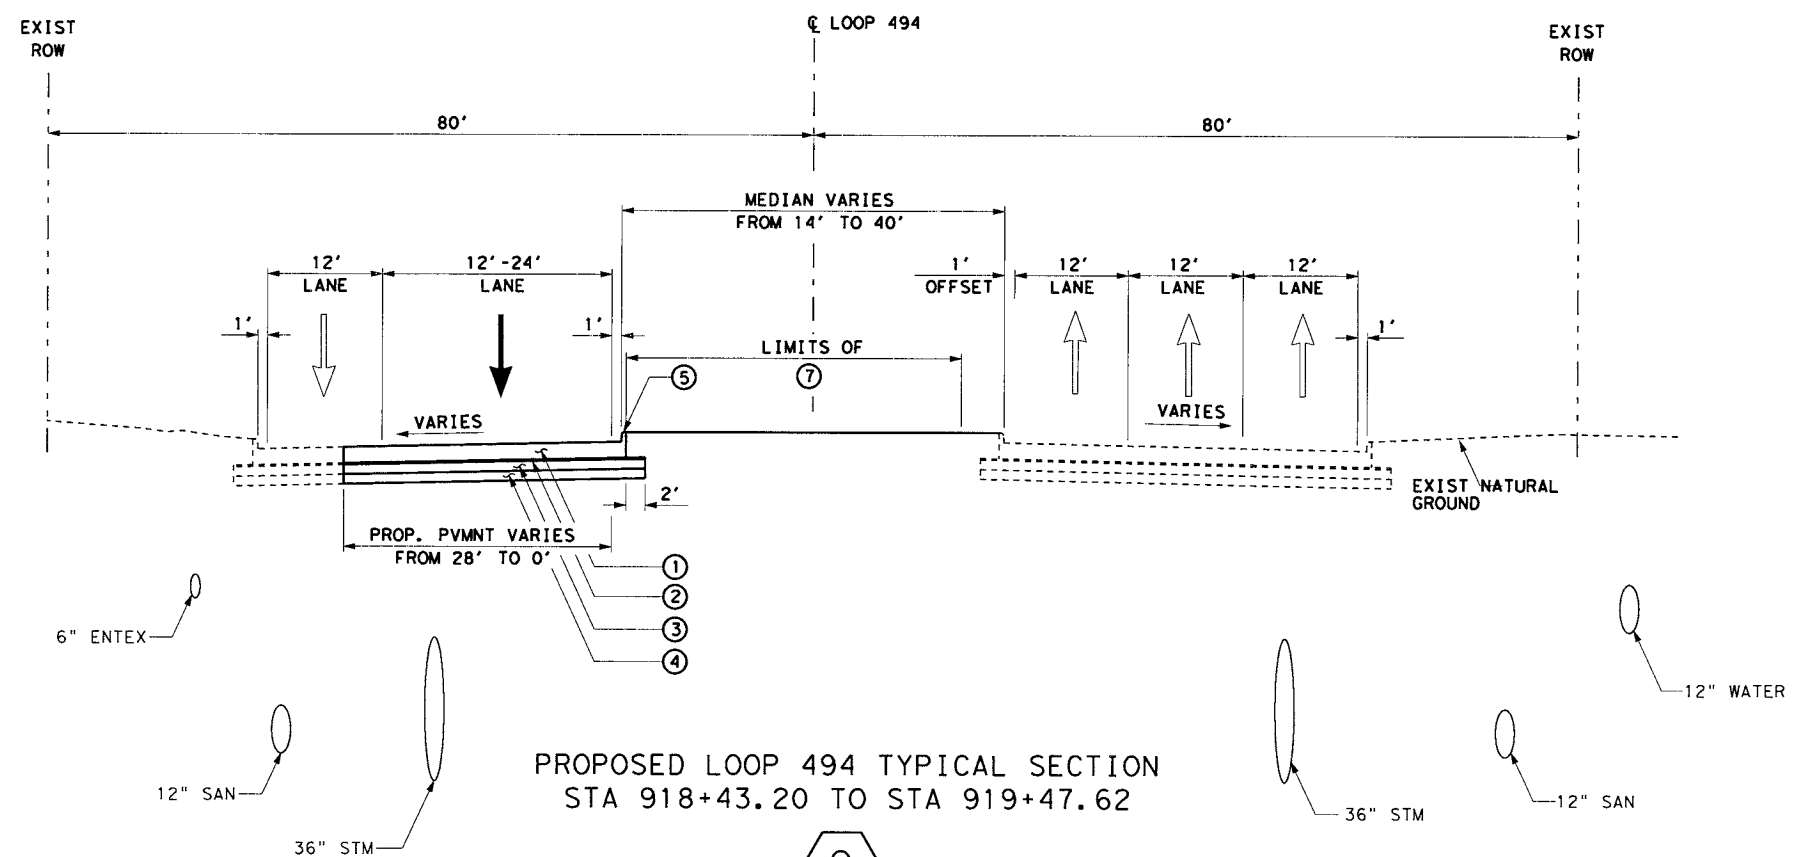 EXIST
ROW
℄ LOOP 494
EXIST
ROW
80'
80'
MEDIAN VARIES
FROM 14' TO 40'
12'
LANE
12'-24'
LANE
1'
OFFSET
12'
LANE
12'
LANE
12'
LANE
1'
1'
1'
LIMITS OF
7
5
VARIES
VARIES
2'
EXIST NATURAL
GROUND
PROP. PVMNT VARIES
FROM 28' TO 0'
1
2
3
4
6" ENTEX
12" SAN
36" STM
12" WATER
12" SAN
36" STM
PROPOSED LOOP 494 TYPICAL SECTION
STA 918+43.20 TO STA 919+47.62